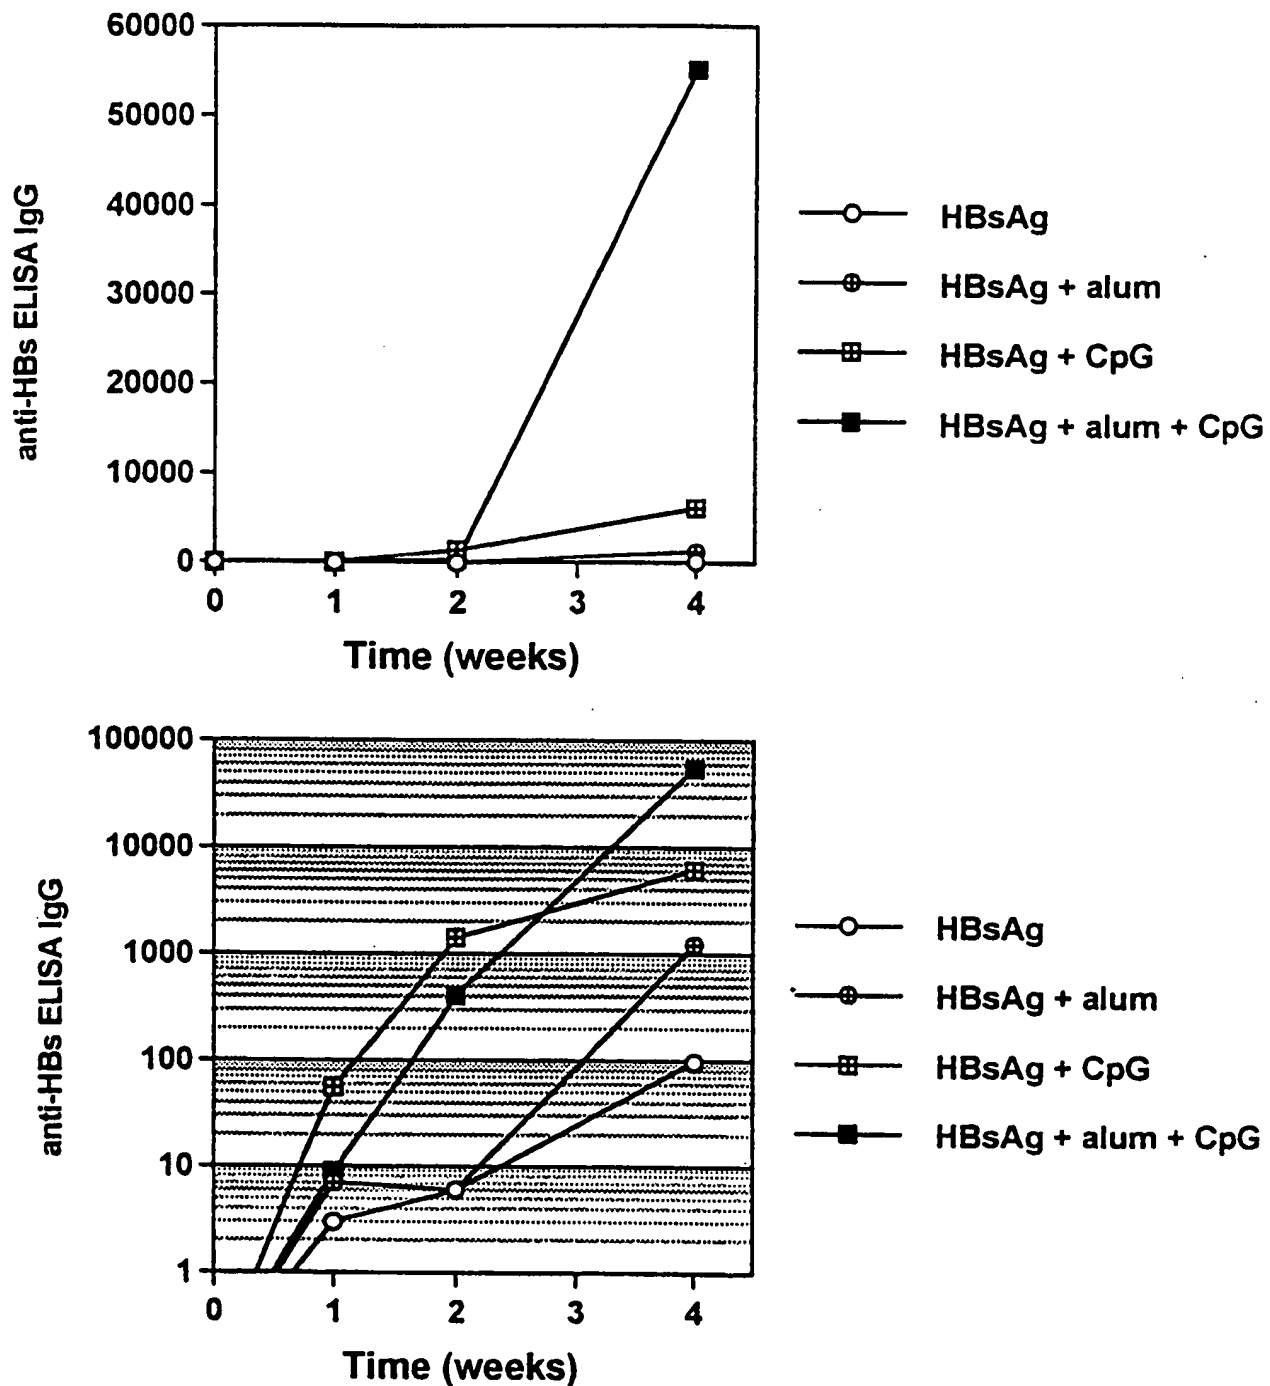 60000
50000
40000
30000
20000
10000
0
anti-HBs ELISA IgG
0 1 2 3 4
Time (weeks)
HBsAg
HBsAg + alum
HBsAg + CpG
HBsAg + alum + CpG
100000
10000
1000
100
10
1
anti-HBs ELISA IgG
0 1 2 3 4
Time (weeks)
HBsAg
HBsAg + alum
HBsAg + CpG
HBsAg + alum + CpG